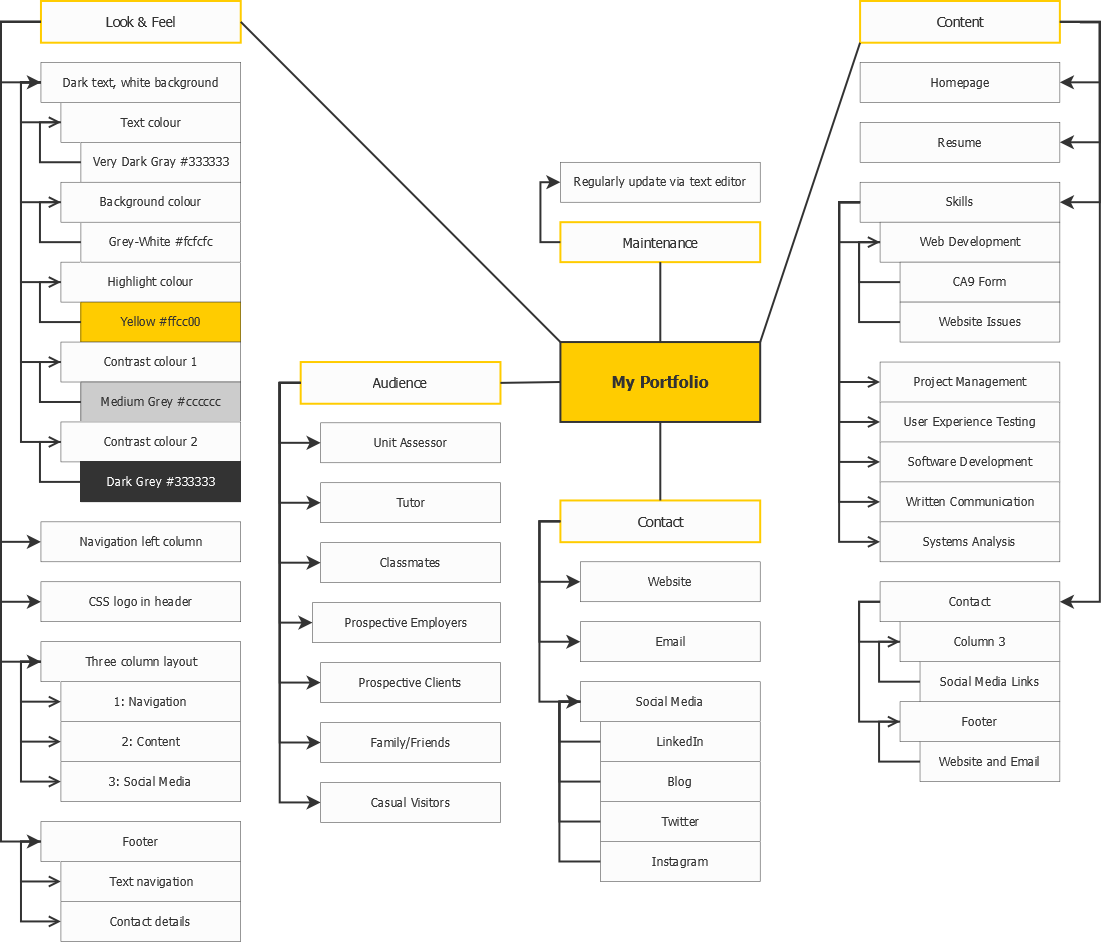 Look & Feel
Dark text, white background
Text colour
Very Dark Gray #333333
Background colour
Grey-White #fcfcfc
Highlight colour
Yellow #ffcc00
Contrast colour 1
Medium Grey #cccccc
Contrast colour 2
Dark Grey #333333
Navigation left column
CSS logo in header
Three column layout
1: Navigation
2: Content
3: Social Media
Footer
Text navigation
Contact details
Audience
Unit Assessor
Tutor
Classmates
Prospective Employers
Prospective Clients
Family/Friends
Casual Visitors
Regularly update via text editor
Maintenance
My Portfolio
Contact
Website
Email
Social Media
LinkedIn
Blog
Twitter
Instagram
Content
Homepage
Resume
Skills
Web Development
CA9 Form
Website Issues
Project Management
User Experience Testing
Software Development
Written Communication
Systems Analysis
Contact
Column 3
Social Media Links
Footer
Website and Email